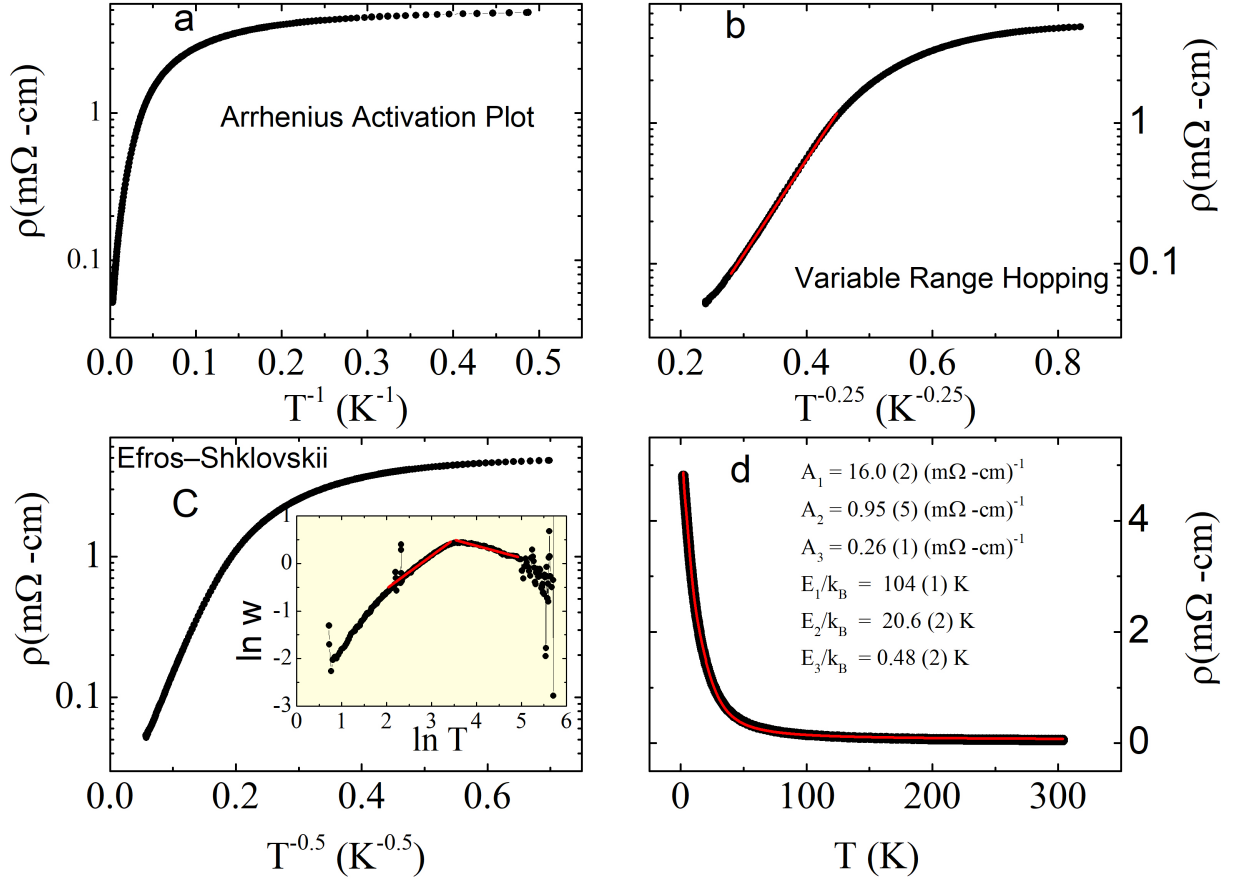 a
Arrhenius Activation Plot
ρ(mΩ -cm)
1
0.1
0.0 0.1 0.2 0.3 0.4 0.5
T⁻¹ (K⁻¹)
b
Variable Range Hopping
ρ(mΩ -cm)
1
0.1
0.2 0.4 0.6 0.8
T⁻⁰·²⁵ (K⁻⁰·²⁵)
Efros–Shklovskii
C
ρ(mΩ -cm)
1
0.1
0.0 0.2 0.4 0.6
T⁻⁰·⁵ (K⁻⁰·⁵)
ln w
1
0
-1
-2
-3
0 1 2 3 4 5 6
ln T
d
A₁ = 16.0 (2) (mΩ -cm)⁻¹
A₂ = 0.95 (5) (mΩ -cm)⁻¹
A₃ = 0.26 (1) (mΩ -cm)⁻¹
E₁/k_B = 104 (1) K
E₂/k_B = 20.6 (2) K
E₃/k_B = 0.48 (2) K
ρ(mΩ -cm)
4
2
0
0 100 200 300
T (K)